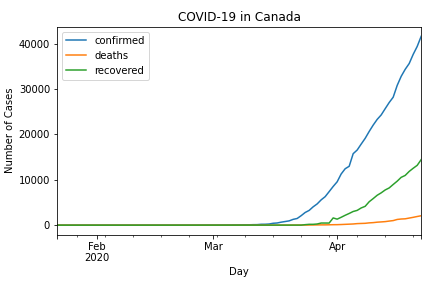 COVID-19 in Canada
confirmed
deaths
recovered
40000
30000
20000
10000
0
Number of Cases
Feb
2020
Mar
Apr
Day